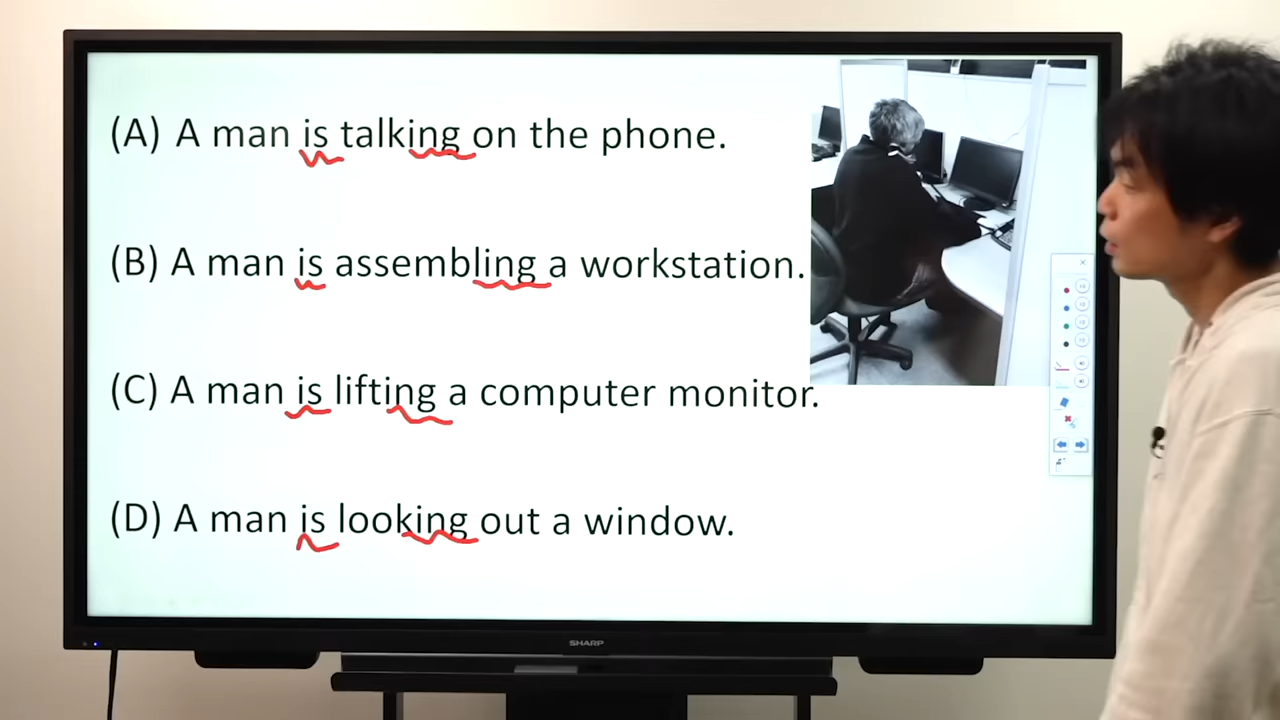 (A) A man is talking on the phone.
(B) A man is assembling a workstation.
(C) A man is lifting a computer monitor.
(D) A man is looking out a window.
SHARP